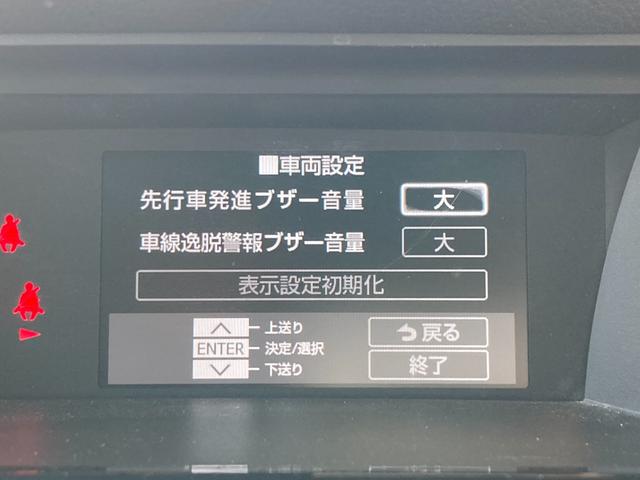 車両設定
先行車発進ブザー音量 大
車線逸脱警報ブザー音量 大
表示設定初期化
上送り
ENTER 決定/選択
下送り
戻る
終了